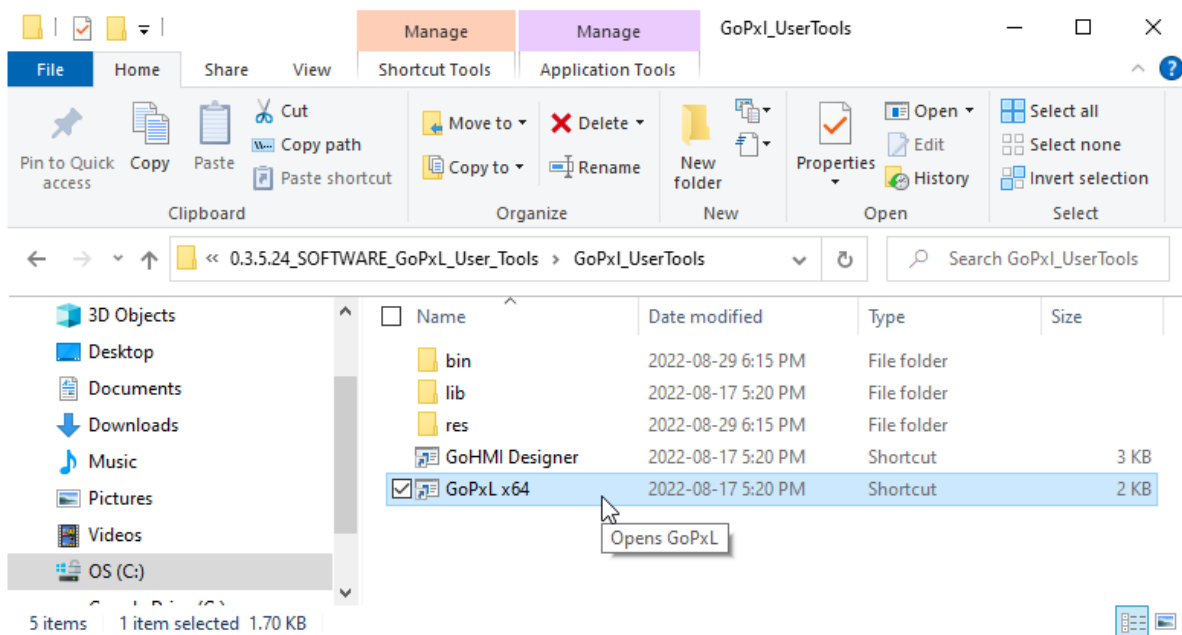 Manage Manage GoPxl_UserTools
File Home Share View Shortcut Tools Application Tools
Pin to Quick access
Copy
Paste
Cut
Copy path
Paste shortcut
Clipboard
Move to
Copy to
Delete
Rename
Organize
New folder
New
Properties
Open
Edit
History
Open
Select all
Select none
Invert selection
Select
« 0.3.5.24_SOFTWARE_GoPxL_User_Tools > GoPxl_UserTools
Search GoPxl_UserTools
3D Objects
Desktop
Documents
Downloads
Music
Pictures
Videos
OS (C:)
Name Date modified Type Size
bin 2022-08-29 6:15 PM File folder
lib 2022-08-17 5:20 PM File folder
res 2022-08-29 6:15 PM File folder
GoHMI Designer 2022-08-17 5:20 PM Shortcut 3 KB
GoPxL x64 2022-08-17 5:20 PM Shortcut 2 KB
Opens GoPxL
5 items 1 item selected 1.70 KB